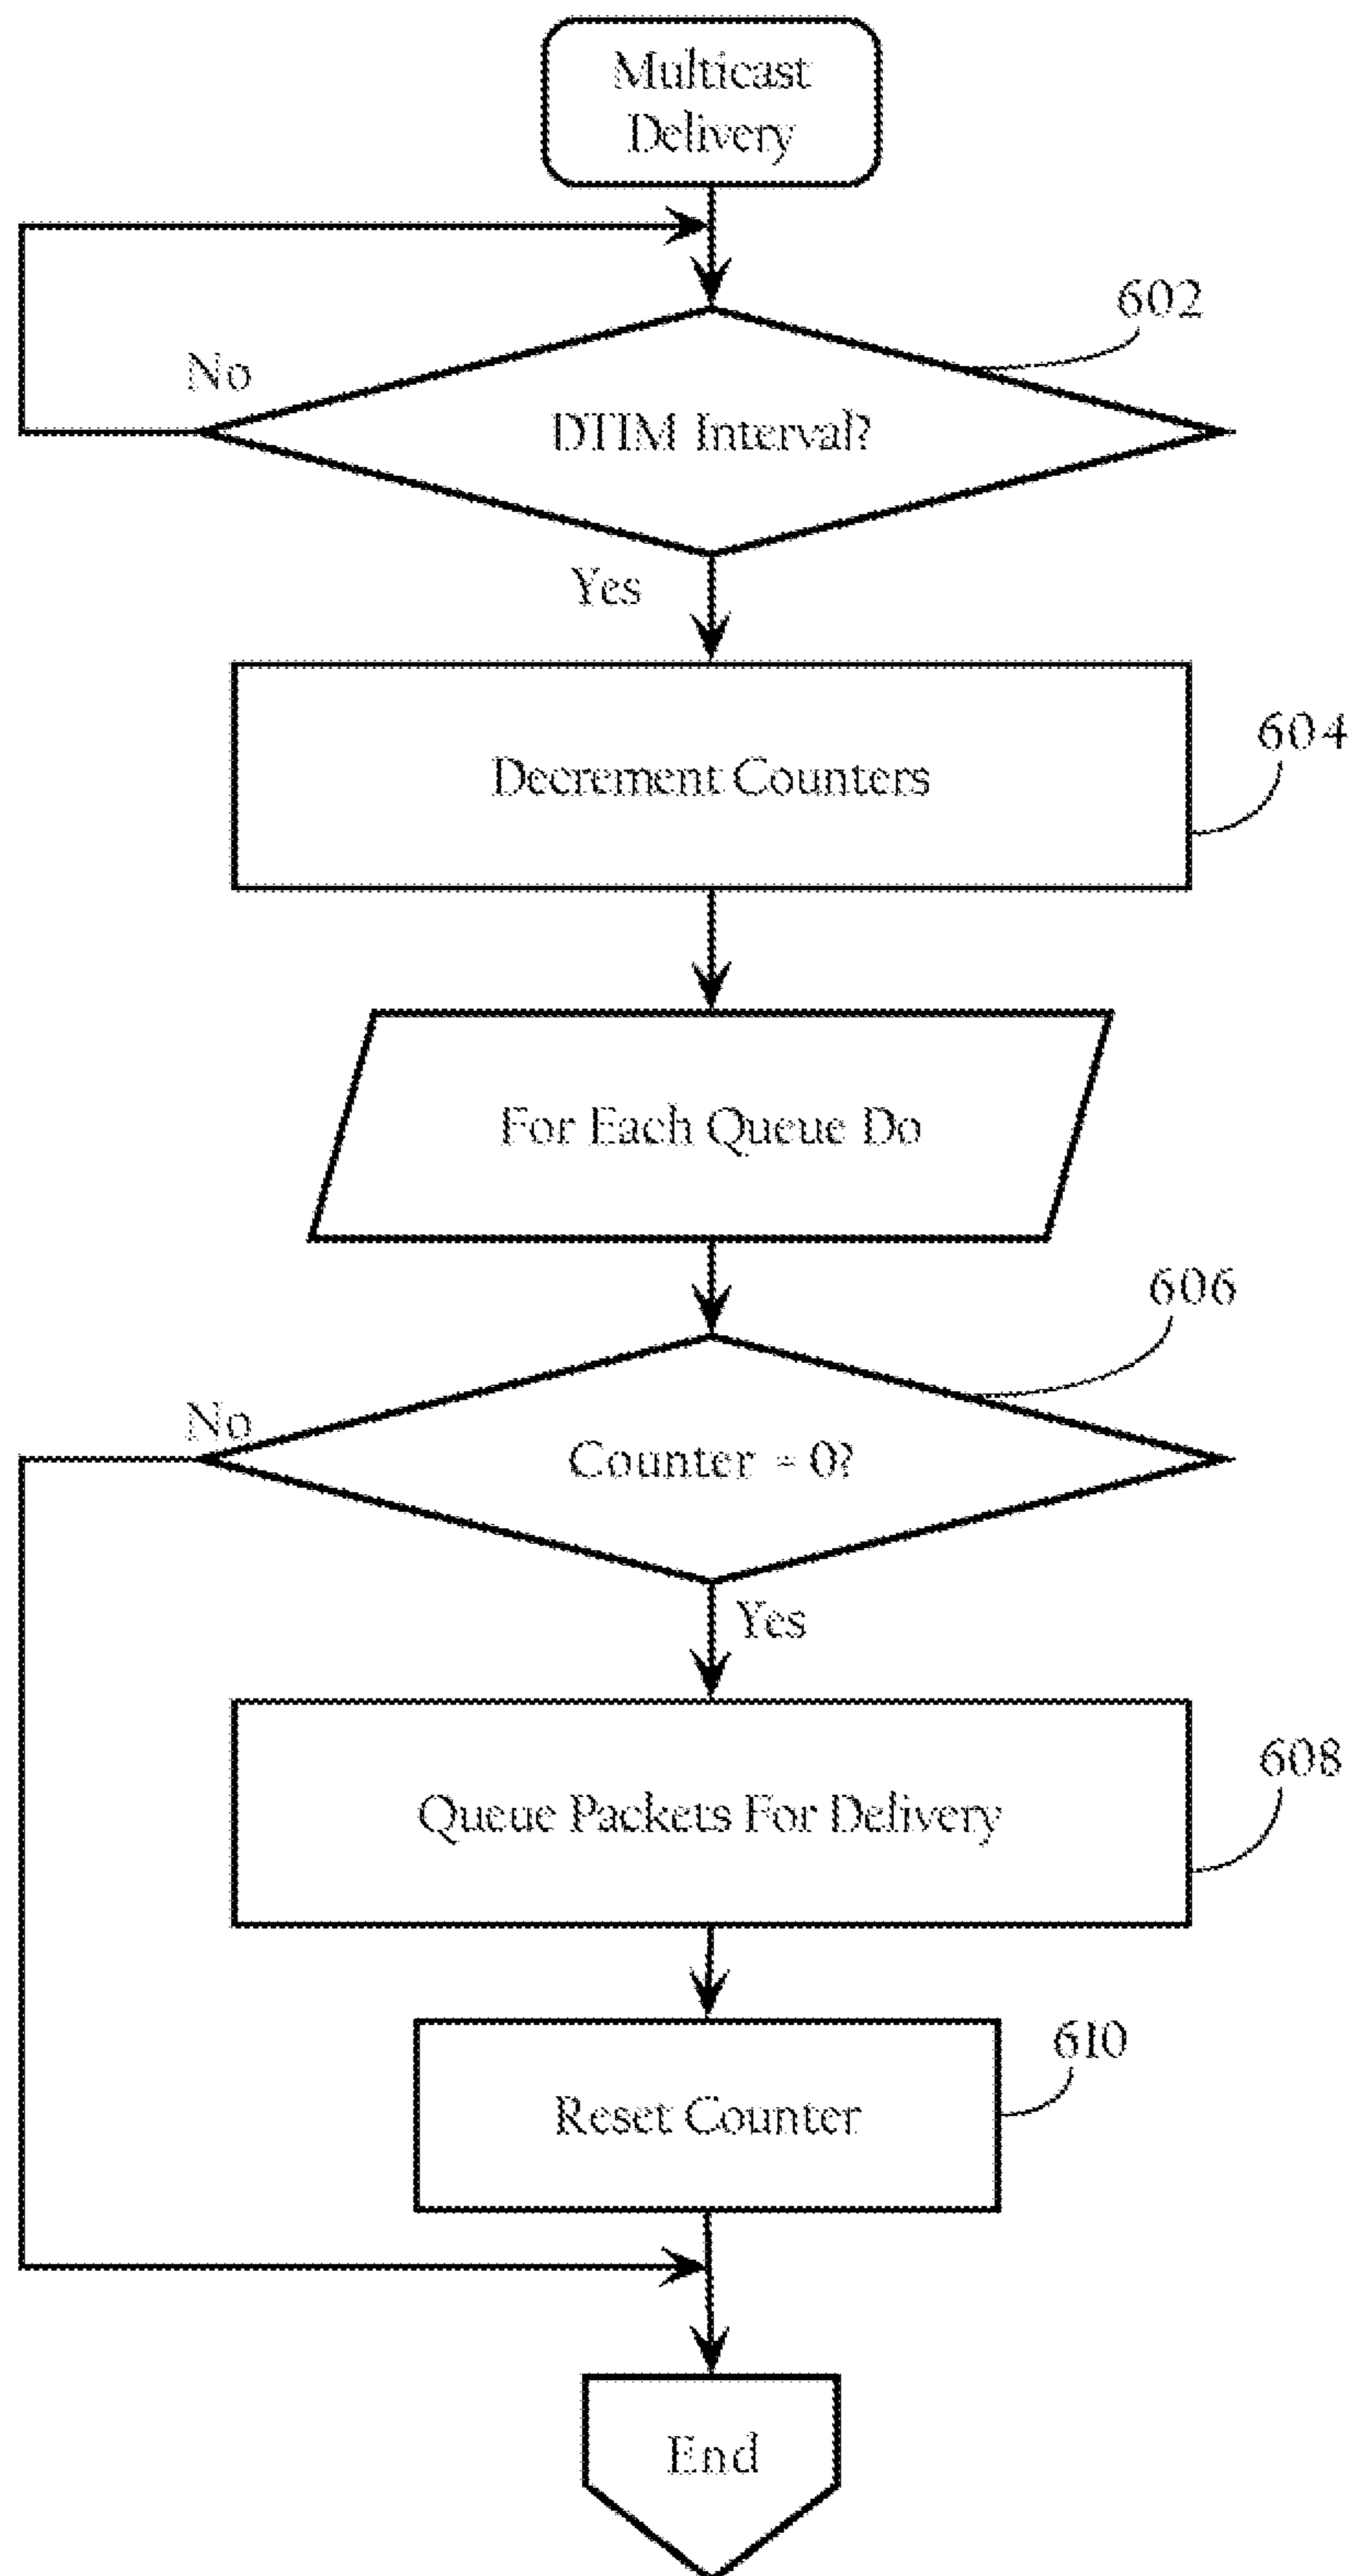 Multicast
Delivery
602
No
DTIM Interval?
Yes
604
Decrement Counters
For Each Queue Do
606
No
Counter = 0?
Yes
608
Queue Packets For Delivery
610
Reset Counter
End